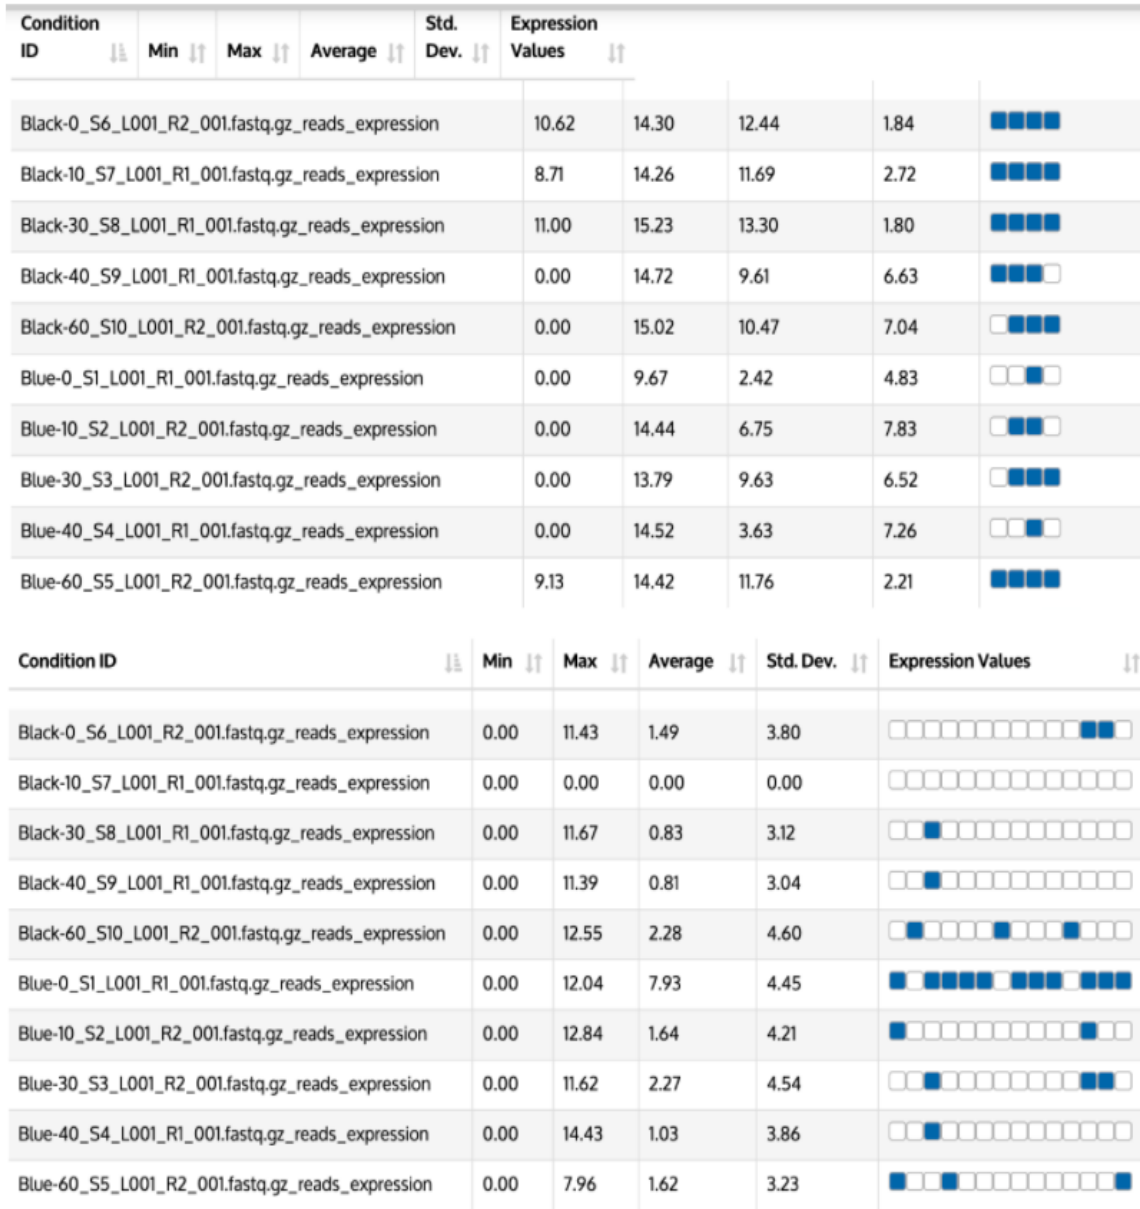 Condition ID Min Max Average Std. Dev. Expression Values
Black-0_S6_L001_R2_001.fastq.gz_reads_expression 10.62 14.30 12.44 1.84
Black-10_S7_L001_R1_001.fastq.gz_reads_expression 8.71 14.26 11.69 2.72
Black-30_S8_L001_R1_001.fastq.gz_reads_expression 11.00 15.23 13.30 1.80
Black-40_S9_L001_R1_001.fastq.gz_reads_expression 0.00 14.72 9.61 6.63
Black-60_S10_L001_R2_001.fastq.gz_reads_expression 0.00 15.02 10.47 7.04
Blue-0_S1_L001_R1_001.fastq.gz_reads_expression 0.00 9.67 2.42 4.83
Blue-10_S2_L001_R2_001.fastq.gz_reads_expression 0.00 14.44 6.75 7.83
Blue-30_S3_L001_R2_001.fastq.gz_reads_expression 0.00 13.79 9.63 6.52
Blue-40_S4_L001_R1_001.fastq.gz_reads_expression 0.00 14.52 3.63 7.26
Blue-60_S5_L001_R2_001.fastq.gz_reads_expression 9.13 14.42 11.76 2.21
Condition ID Min Max Average Std. Dev. Expression Values
Black-0_S6_L001_R2_001.fastq.gz_reads_expression 0.00 11.43 1.49 3.80
Black-10_S7_L001_R1_001.fastq.gz_reads_expression 0.00 0.00 0.00 0.00
Black-30_S8_L001_R1_001.fastq.gz_reads_expression 0.00 11.67 0.83 3.12
Black-40_S9_L001_R1_001.fastq.gz_reads_expression 0.00 11.39 0.81 3.04
Black-60_S10_L001_R2_001.fastq.gz_reads_expression 0.00 12.55 2.28 4.60
Blue-0_S1_L001_R1_001.fastq.gz_reads_expression 0.00 12.04 7.93 4.45
Blue-10_S2_L001_R2_001.fastq.gz_reads_expression 0.00 12.84 1.64 4.21
Blue-30_S3_L001_R2_001.fastq.gz_reads_expression 0.00 11.62 2.27 4.54
Blue-40_S4_L001_R1_001.fastq.gz_reads_expression 0.00 14.43 1.03 3.86
Blue-60_S5_L001_R2_001.fastq.gz_reads_expression 0.00 7.96 1.62 3.23